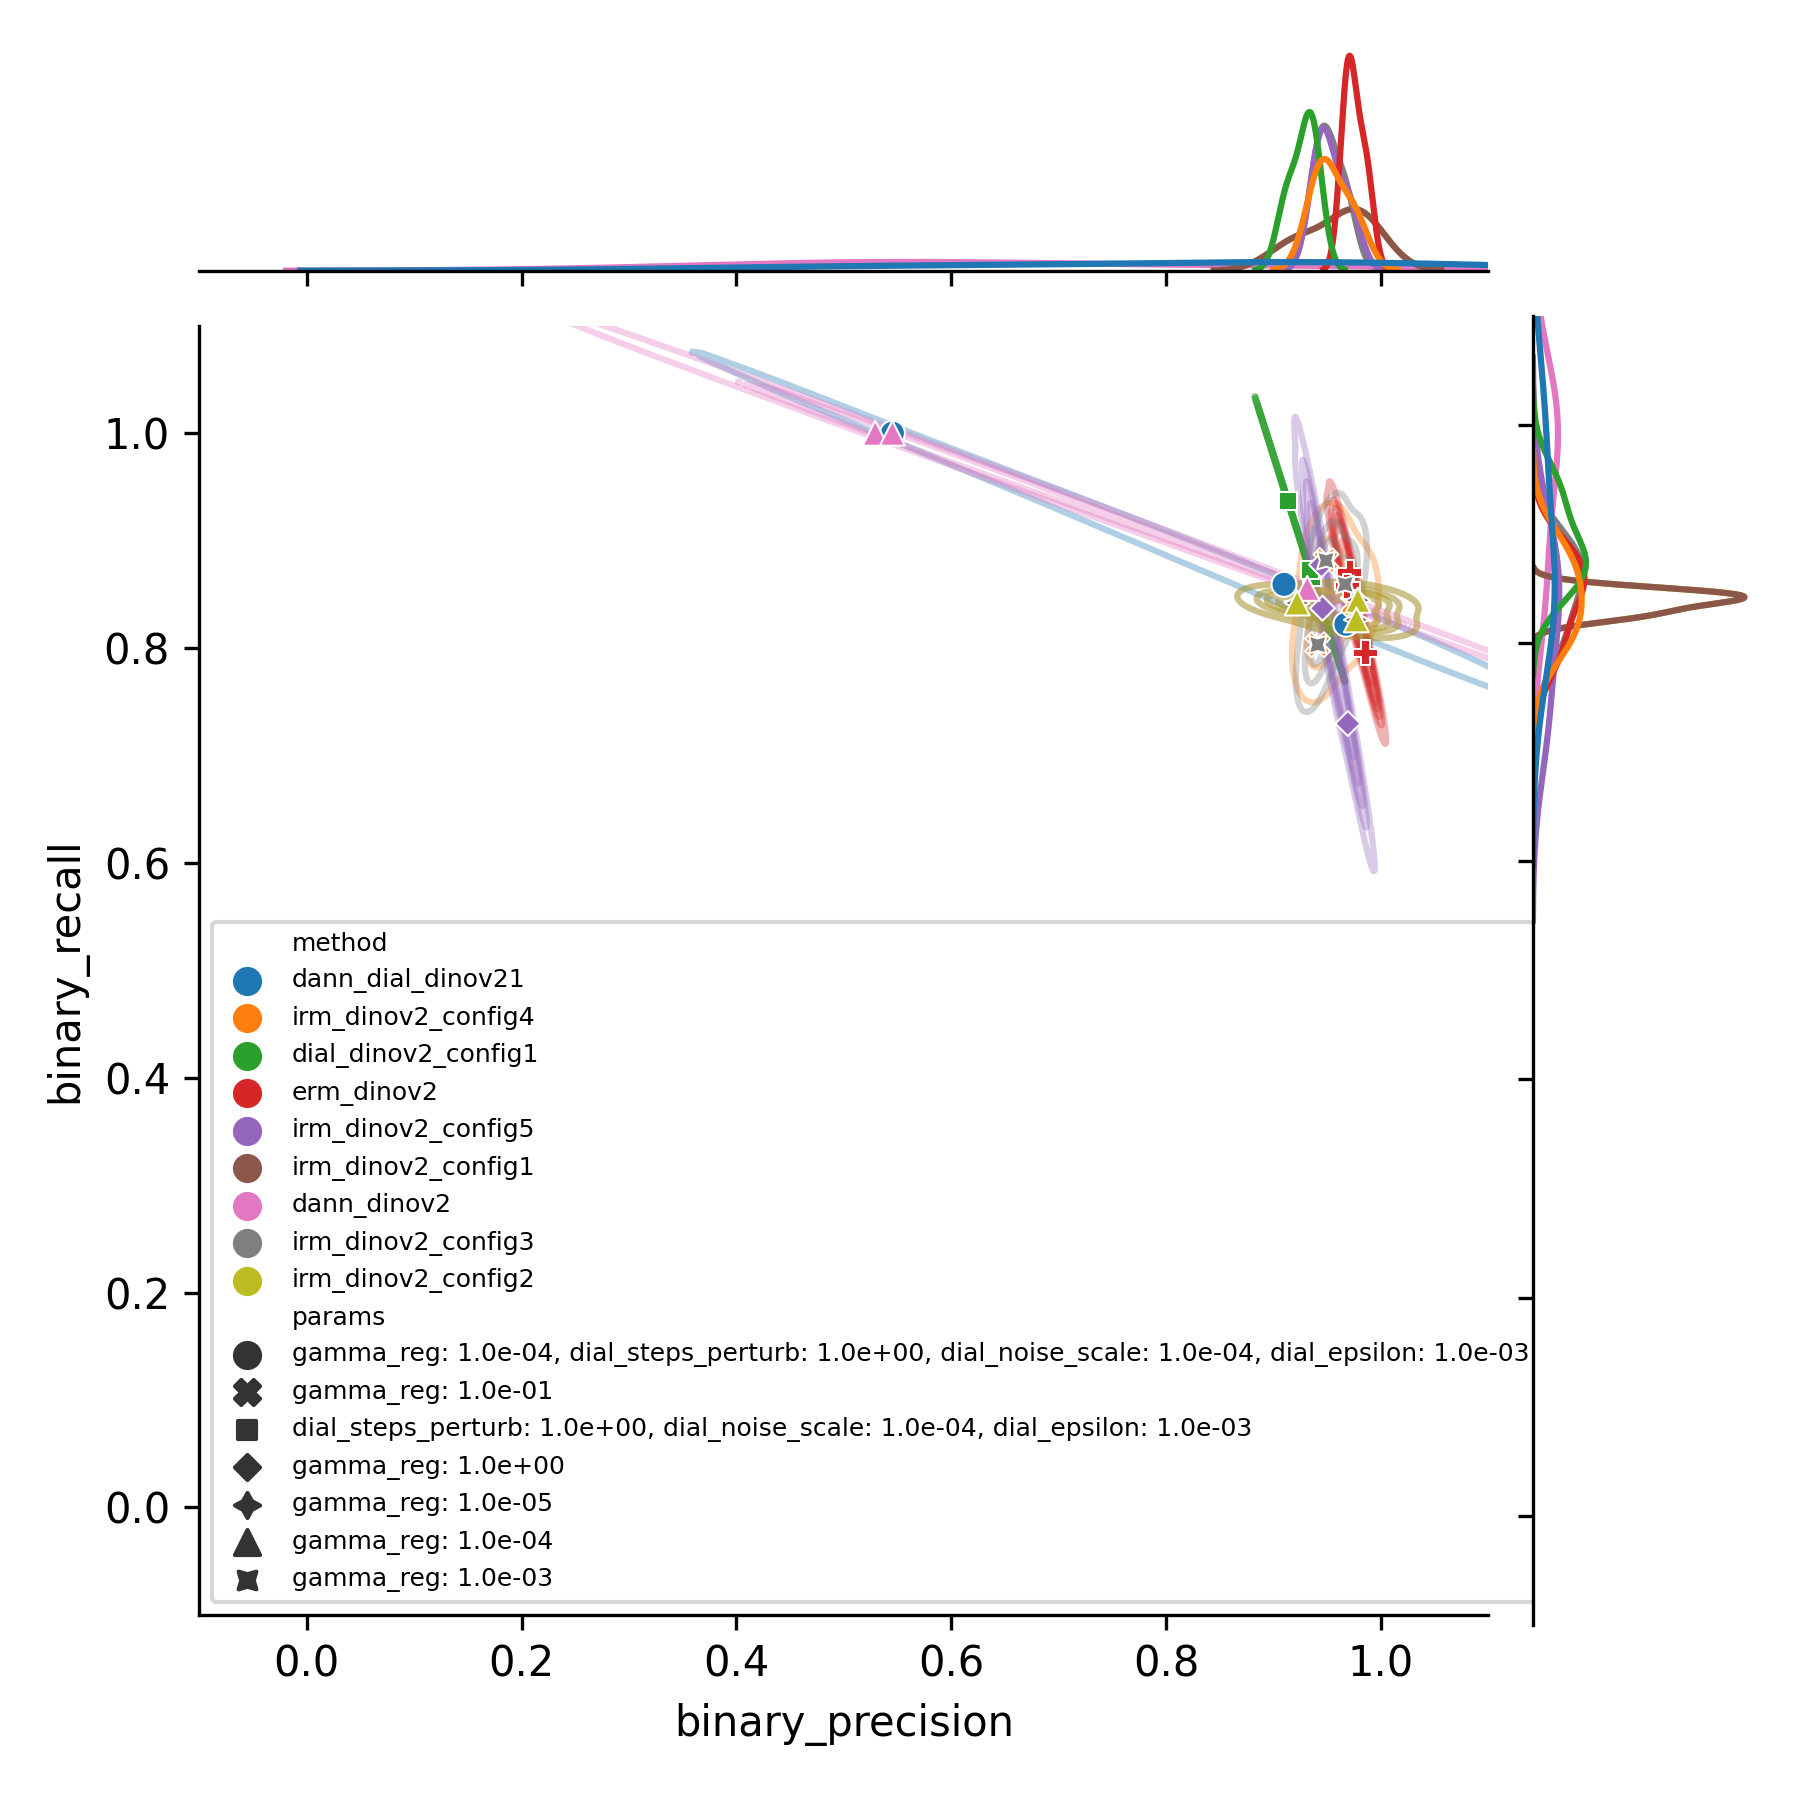 1.0
0.8
0.6
0.4
0.2
0.0
binary_recall
method
dann_dial_dinov21
irm_dinov2_config4
dial_dinov2_config1
erm_dinov2
irm_dinov2_config5
irm_dinov2_config1
dann_dinov2
irm_dinov2_config3
irm_dinov2_config2
params
gamma_reg: 1.0e-04, dial_steps_perturb: 1.0e+00, dial_noise_scale: 1.0e-04, dial_epsilon: 1.0e-03
gamma_reg: 1.0e-01
dial_steps_perturb: 1.0e+00, dial_noise_scale: 1.0e-04, dial_epsilon: 1.0e-03
gamma_reg: 1.0e+00
gamma_reg: 1.0e-05
gamma_reg: 1.0e-04
gamma_reg: 1.0e-03
0.0 0.2 0.4 0.6 0.8 1.0
binary_precision